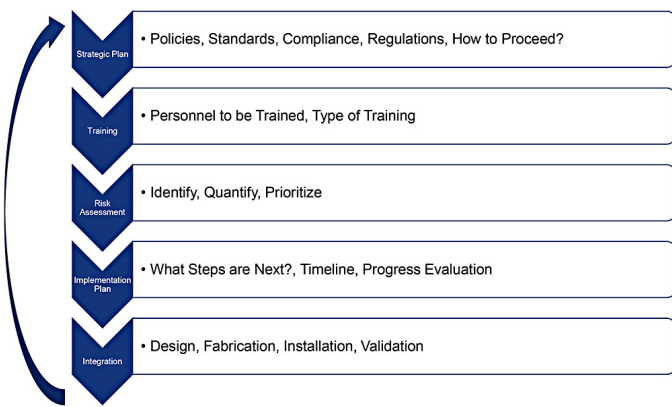 Strategic Plan
• Policies, Standards, Compliance, Regulations, How to Proceed?
Training
• Personnel to be Trained, Type of Training
Risk
Assessment
• Identify, Quantify, Prioritize
Implementation
Plan
• What Steps are Next?, Timeline, Progress Evaluation
Integration
• Design, Fabrication, Installation, Validation